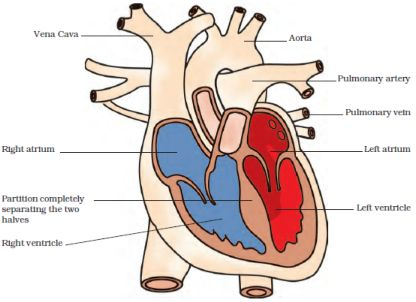 Vena Cava
Aorta
Pulmonary artery
Pulmonary vein
Right atrium
Left atrium
Partition completely
separating the two
halves
Left ventricle
Right ventricle